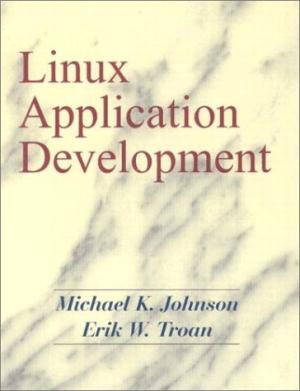 Linux
Application
Development
Michael K. Johnson
Erik W. Troan